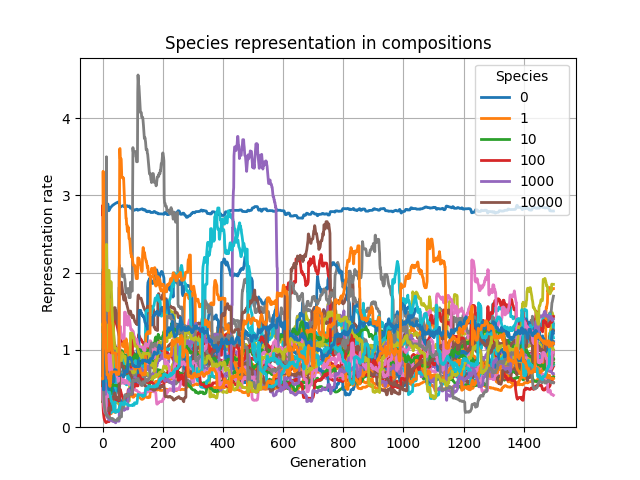 Species representation in compositions
Representation rate
4
3
2
1
0
0 200 400 600 800 1000 1200 1400
Generation
Species
0
1
10
100
1000
10000